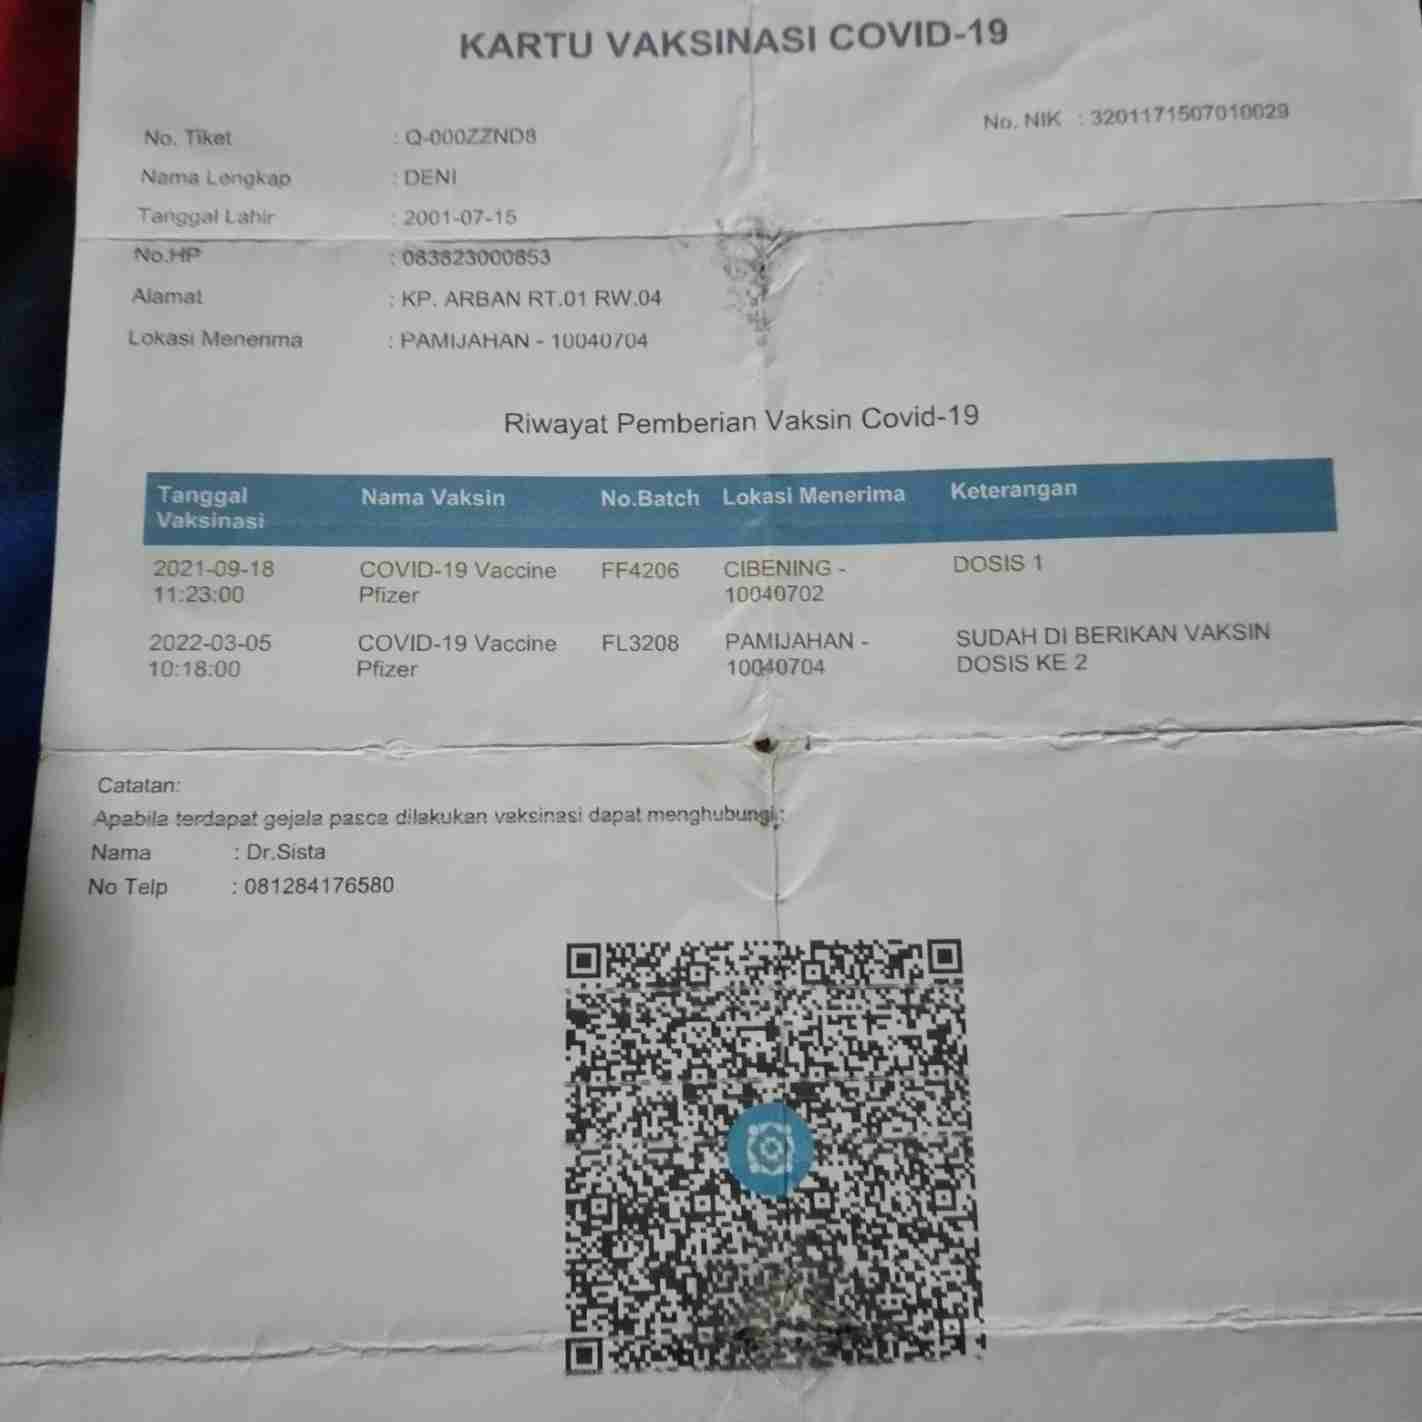 KARTU VAKSINASI COVID-19
No. NIK : 3201171507010029
No. Tiket : Q-000ZZND8
Nama Lengkap : DENI
Tanggal Lahir : 2001-07-15
No.HP : 083823000853
Alamat : KP. ARBAN RT.01 RW.04
Lokasi Menerima : PAMIJAHAN - 10040704
Riwayat Pemberian Vaksin Covid-19
Tanggal Vaksinasi Nama Vaksin No.Batch Lokasi Menerima Keterangan
2021-09-18 COVID-19 Vaccine FF4206 CIBENING - DOSIS 1
11:23:00 Pfizer 10040702
2022-03-05 COVID-19 Vaccine FL3208 PAMIJAHAN - SUDAH DI BERIKAN VAKSIN
10:18:00 Pfizer 10040704 DOSIS KE 2
Catatan:
Apabila terdapat gejala pasca dilakukan vaksinasi dapat menghubungi :
Nama : Dr.Sista
No Telp : 081284176580